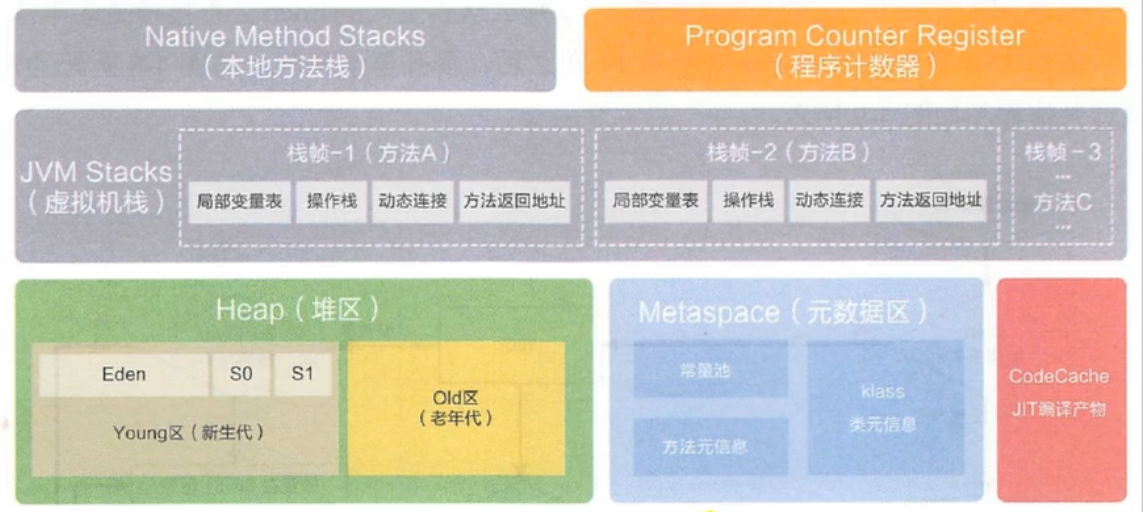 Native Method Stacks
（本地方法栈）
Program Counter Register
（程序计数器）
JVM Stacks
（虚拟机栈）
栈帧-1（方法A）
局部变量表 操作栈 动态连接 方法返回地址
栈帧-2（方法B）
局部变量表 操作栈 动态连接 方法返回地址
栈帧-3
...
方法C
...
Heap（堆区）
Eden S0 S1
Young区（新生代）
Old区
（老年代）
Metaspace（元数据区）
常量池
方法元信息
klass
类元信息
CodeCache
JIT编译产物